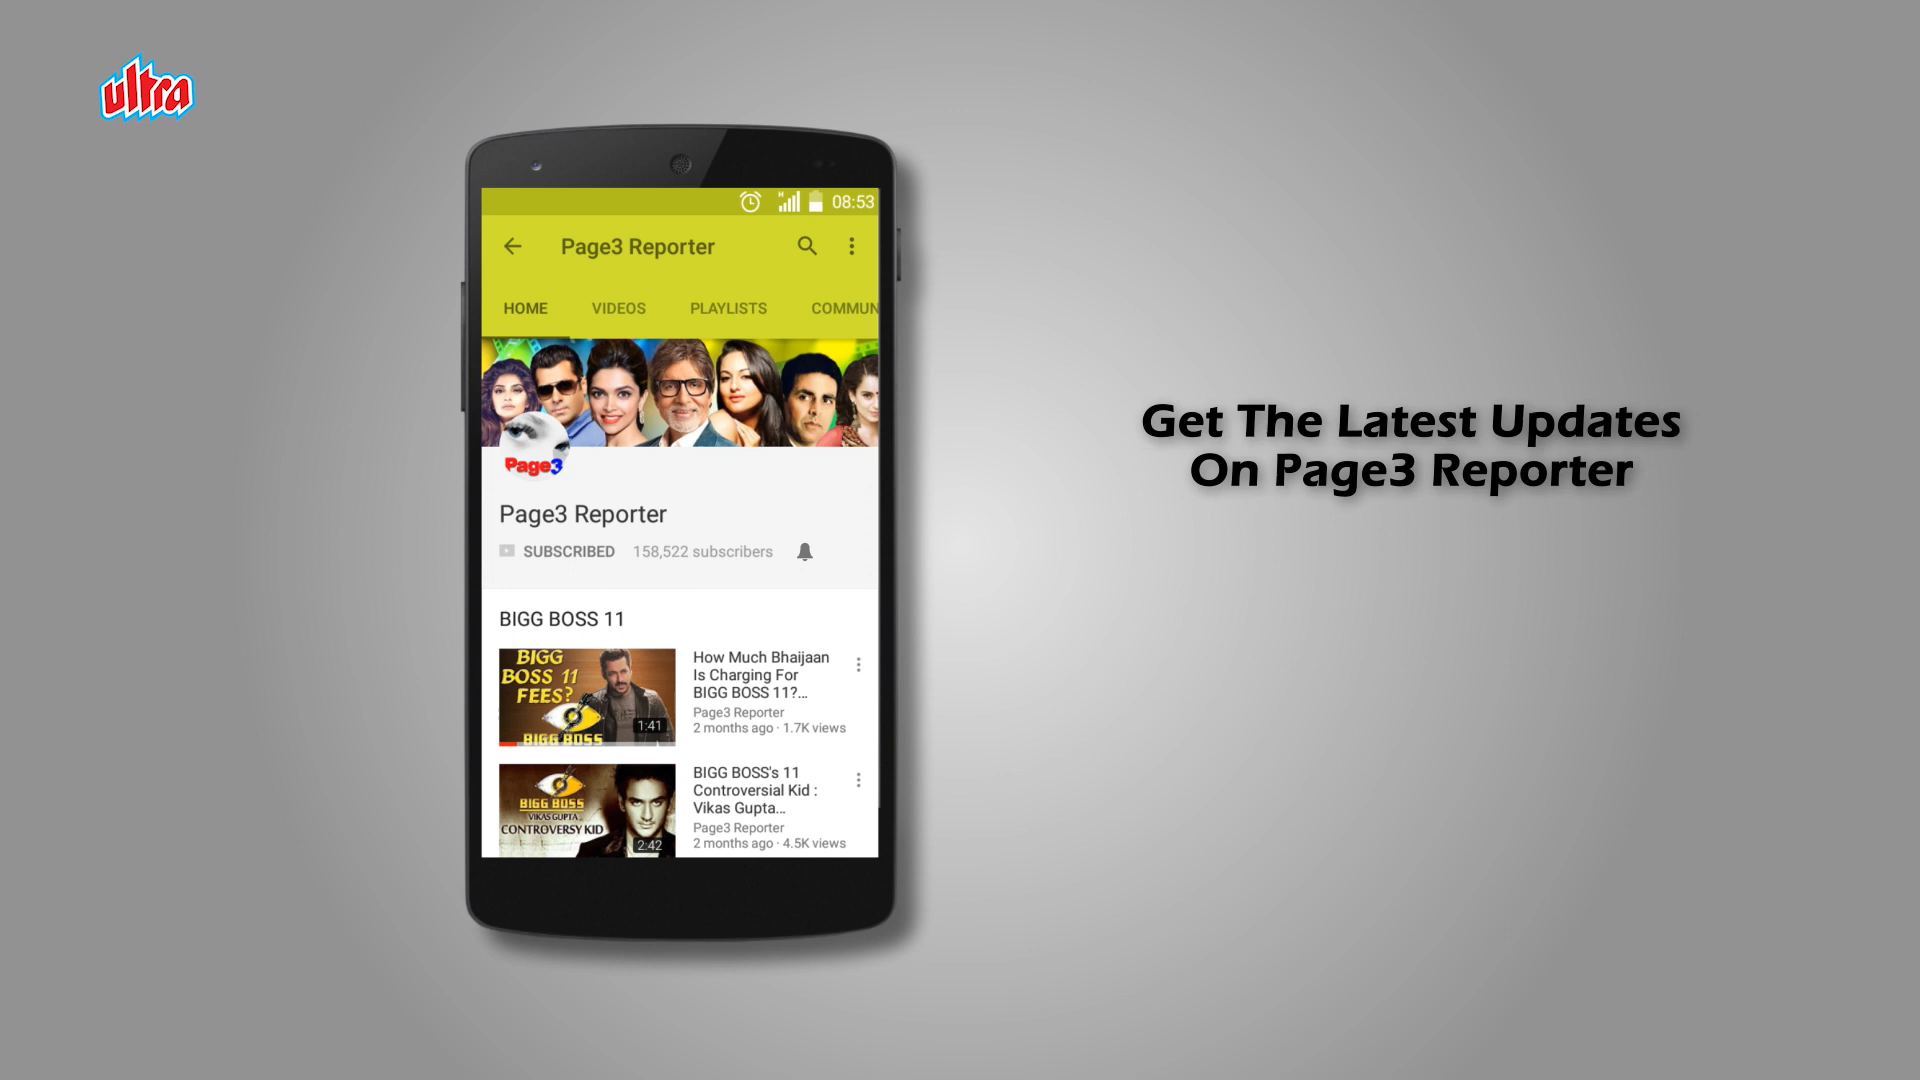 ultra
08:53
Page3 Reporter
HOME VIDEOS PLAYLISTS COMMUN
Page3
Page3 Reporter
SUBSCRIBED 158,522 subscribers
BIGG BOSS 11
BIGG
BOSS 11
FEES?
1:41
BIGG BOSS
How Much Bhaijaan
Is Charging For
BIGG BOSS 11?...
Page3 Reporter
2 months ago · 1.7K views
BIGG BOSS
VIKAS GUPTA
CONTROVERSY KID
2:42
BIGG BOSS's 11
Controversial Kid :
Vikas Gupta...
Page3 Reporter
2 months ago · 4.5K views
Get The Latest Updates
On Page3 Reporter